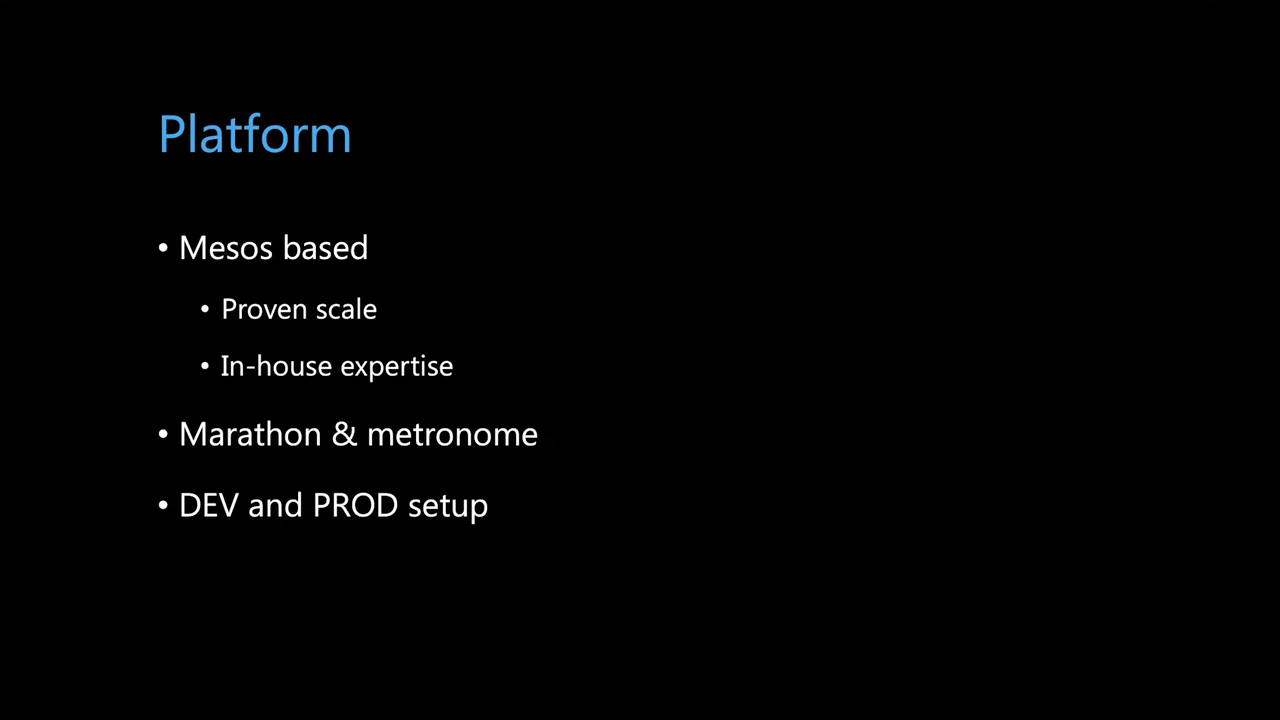 Platform
• Mesos based
• Proven scale
• In-house expertise
• Marathon & metronome
• DEV and PROD setup